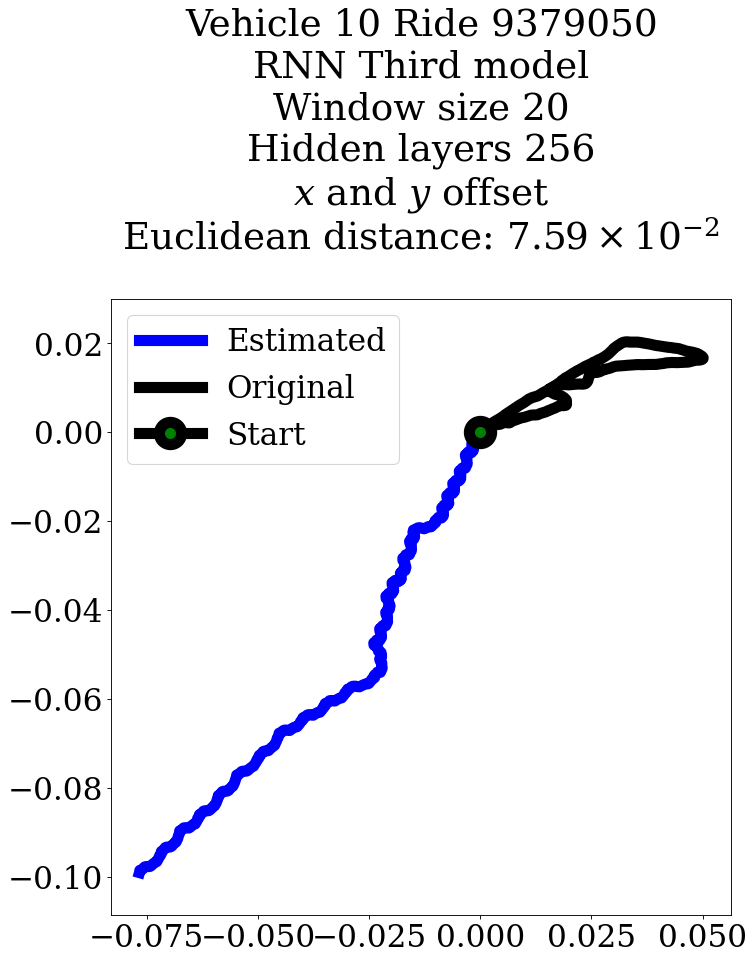 Vehicle 10 Ride 9379050
RNN Third model
Window size 20
Hidden layers 256
x and y offset
Euclidean distance: 7.59 × 10⁻²
Estimated
Original
Start
0.02
0.00
−0.02
−0.04
−0.06
−0.08
−0.10
−0.075 −0.050 −0.025 0.000 0.025 0.050